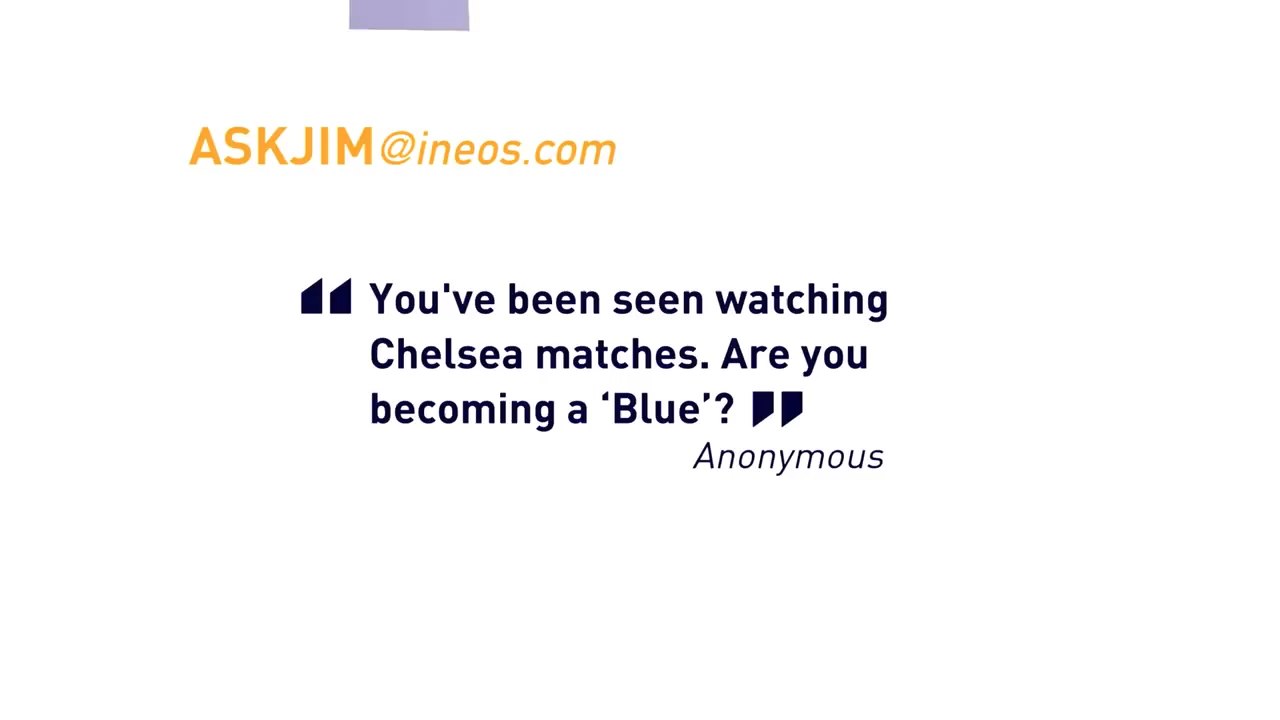 ASKJIM@ineos.com
You've been seen watching
Chelsea matches. Are you
becoming a ‘Blue’?
Anonymous